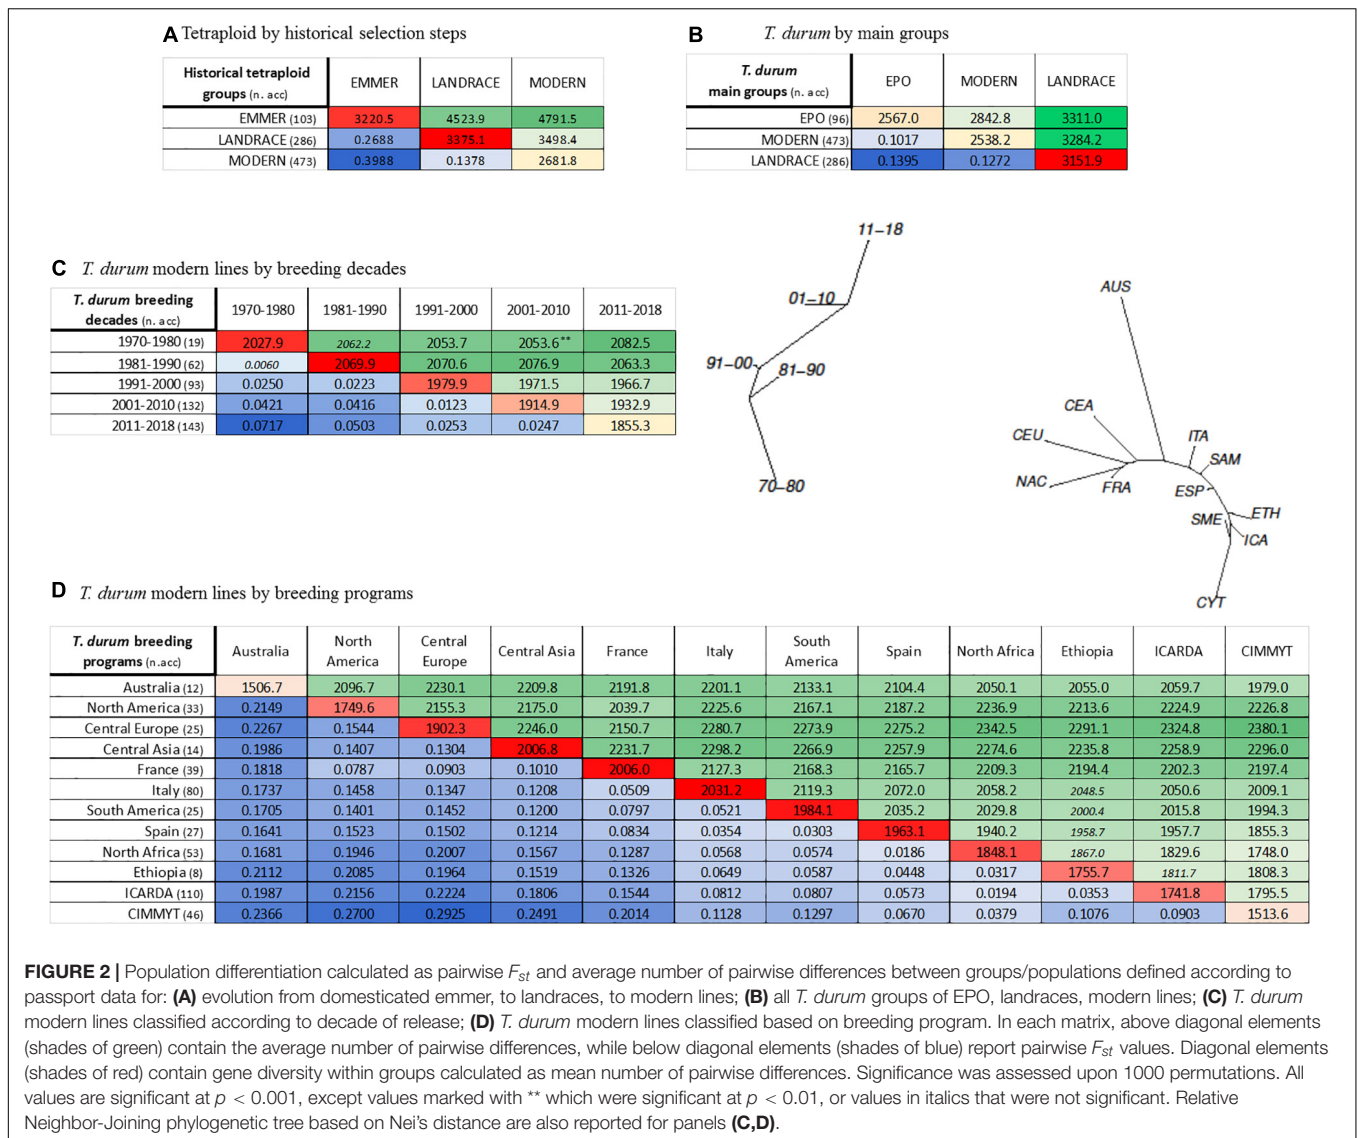 A Tetraploid by historical selection steps
Historical tetraploid groups (n. acc) EMMER LANDRACE MODERN
EMMER (103) 3220.5 4523.9 4791.5
LANDRACE (286) 0.2688 3375.1 3498.4
MODERN (473) 0.3988 0.1378 2681.8
B T. durum by main groups
T. durum main groups (n. acc) EPO MODERN LANDRACE
EPO (96) 2567.0 2842.8 3311.0
MODERN (473) 0.1017 2538.2 3284.2
LANDRACE (286) 0.1395 0.1272 3151.9
C T. durum modern lines by breeding decades
T. durum breeding decades (n. acc) 1970-1980 1981-1990 1991-2000 2001-2010 2011-2018
1970-1980 (19) 2027.9 2062.2 2053.7 2053.6** 2082.5
1981-1990 (62) 0.0060 2069.9 2070.6 2076.9 2063.3
1991-2000 (93) 0.0250 0.0223 1979.9 1971.5 1966.7
2001-2010 (132) 0.0421 0.0416 0.0123 1914.9 1932.9
2011-2018 (143) 0.0717 0.0503 0.0253 0.0247 1855.3
11–18
01–10
91–00
81–90
70–80
AUS
CEA
CEU
ITA
SAM
NAC
FRA
ESP
SME
ETH
ICA
CYT
D T. durum modern lines by breeding programs
T. durum breeding programs (n.acc) Australia North America Central Europe Central Asia France Italy South America Spain North Africa Ethiopia ICARDA CIMMYT
Australia (12) 1506.7 2096.7 2230.1 2209.8 2191.8 2201.1 2133.1 2104.4 2050.1 2055.0 2059.7 1979.0
North America (33) 0.2149 1749.6 2155.3 2175.0 2039.7 2225.6 2167.1 2187.2 2236.9 2213.6 2224.9 2226.8
Central Europe (25) 0.2267 0.1544 1902.3 2246.0 2150.7 2280.7 2273.9 2275.2 2342.5 2291.1 2324.8 2380.1
Central Asia (14) 0.1986 0.1407 0.1304 2006.8 2231.7 2298.2 2266.9 2257.9 2274.6 2235.8 2258.9 2296.0
France (39) 0.1818 0.0787 0.0903 0.1010 2006.0 2127.3 2168.3 2165.7 2209.3 2194.4 2202.3 2197.4
Italy (80) 0.1737 0.1458 0.1347 0.1208 0.0509 2031.2 2119.3 2072.0 2058.2 2048.5 2050.6 2009.1
South America (25) 0.1705 0.1401 0.1452 0.1200 0.0797 0.0521 1984.1 2035.2 2029.8 2000.4 2015.8 1994.3
Spain (27) 0.1641 0.1523 0.1502 0.1214 0.0834 0.0354 0.0303 1963.1 1940.2 1958.7 1957.7 1855.3
North Africa (53) 0.1681 0.1946 0.2007 0.1567 0.1287 0.0568 0.0574 0.0186 1848.1 1867.0 1829.6 1748.0
Ethiopia (8) 0.2112 0.2085 0.1964 0.1519 0.1326 0.0649 0.0587 0.0448 0.0317 1755.7 1811.7 1808.3
ICARDA (110) 0.1987 0.2156 0.2224 0.1806 0.1544 0.0812 0.0807 0.0573 0.0194 0.0353 1741.8 1795.5
CIMMYT (46) 0.2366 0.2700 0.2925 0.2491 0.2014 0.1128 0.1297 0.0670 0.0379 0.1076 0.0903 1513.6
FIGURE 2 | Population differentiation calculated as pairwise Fst and average number of pairwise differences between groups/populations defined according to
passport data for: (A) evolution from domesticated emmer, to landraces, to modern lines; (B) all T. durum groups of EPO, landraces, modern lines; (C) T. durum
modern lines classified according to decade of release; (D) T. durum modern lines classified based on breeding program. In each matrix, above diagonal elements
(shades of green) contain the average number of pairwise differences, while below diagonal elements (shades of blue) report pairwise Fst values. Diagonal elements
(shades of red) contain gene diversity within groups calculated as mean number of pairwise differences. Significance was assessed upon 1000 permutations. All
values are significant at p < 0.001, except values marked with ** which were significant at p < 0.01, or values in italics that were not significant. Relative
Neighbor-Joining phylogenetic tree based on Nei's distance are also reported for panels (C,D).